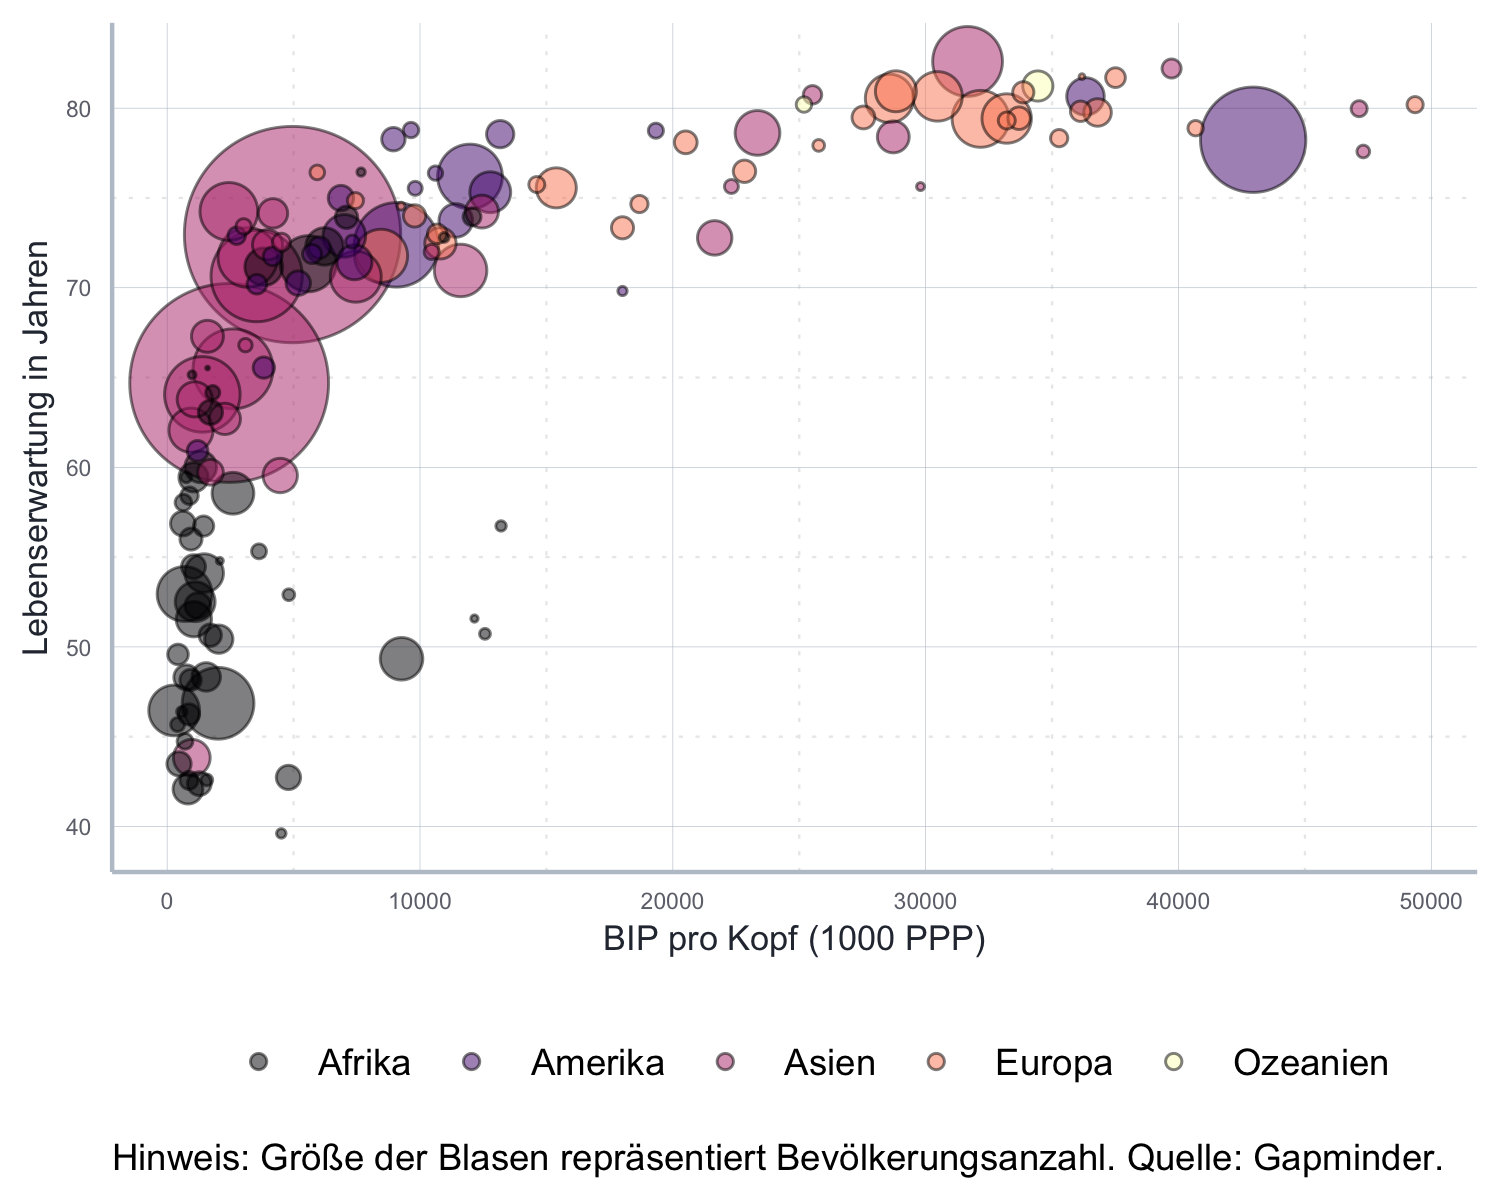 80
70
60
50
40
Lebenserwartung in Jahren
0 10000 20000 30000 40000 50000
BIP pro Kopf (1000 PPP)
Afrika Amerika Asien Europa Ozeanien
Hinweis: Größe der Blasen repräsentiert Bevölkerungsanzahl. Quelle: Gapminder.